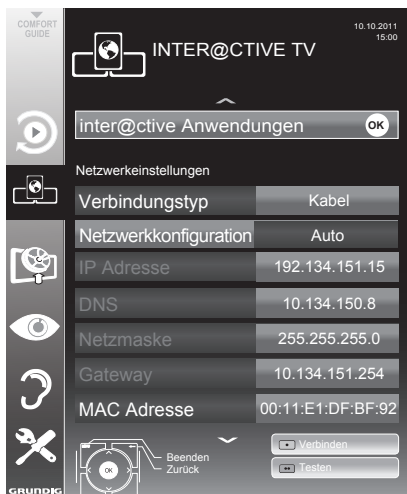 COMFORT
GUIDE
10.10.2011
15:00
INTER@CTIVE TV
inter@ctive Anwendungen OK
Netzwerkeinstellungen
Verbindungstyp Kabel
Netzwerkkonfiguration Auto
IP Adresse 192.134.151.15
DNS 10.134.150.8
Netzmaske 255.255.255.0
Gateway 10.134.151.254
MAC Adresse 00:11:E1:DF:BF:92
OK
Beenden
Zurück
Verbinden
Testen
GRUNDIG